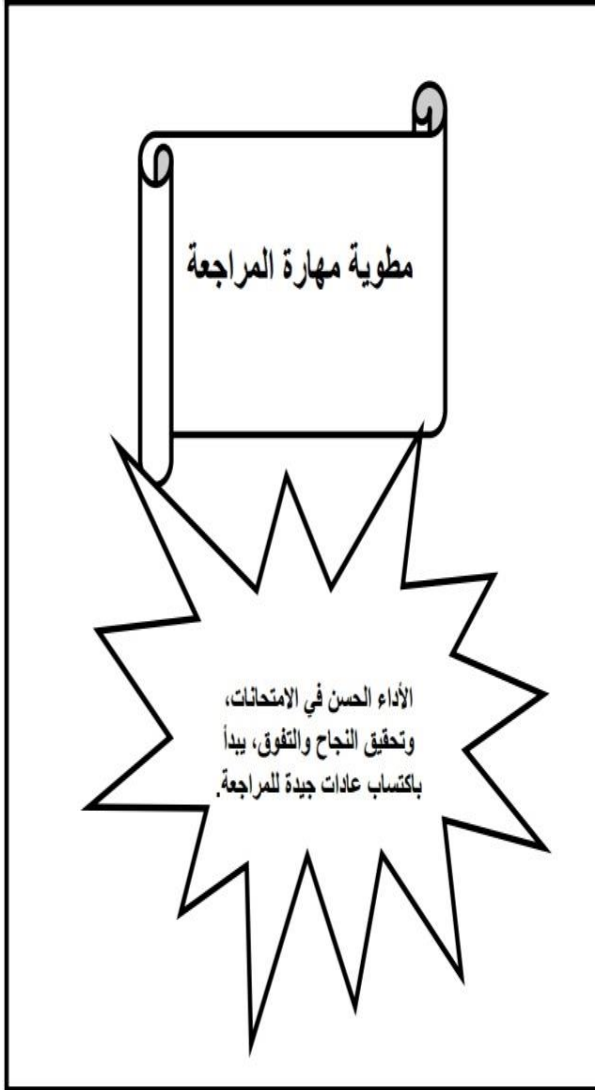 مطوية مهارة المراجعة
الأداء الحسن في الامتحانات،
وتحقيق النجاح والتفوق، يبدأ
باكتساب عادات جيدة للمراجعة.